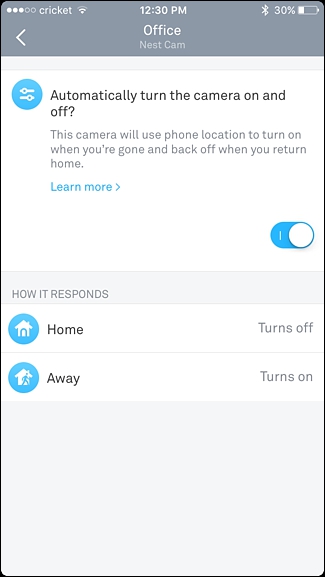 cricket 12:30 PM 30%
Office
Nest Cam
Automatically turn the camera on and
off?
This camera will use phone location to turn on
when you're gone and back off when you return
home.
Learn more >
HOW IT RESPONDS
Home Turns off
Away Turns on